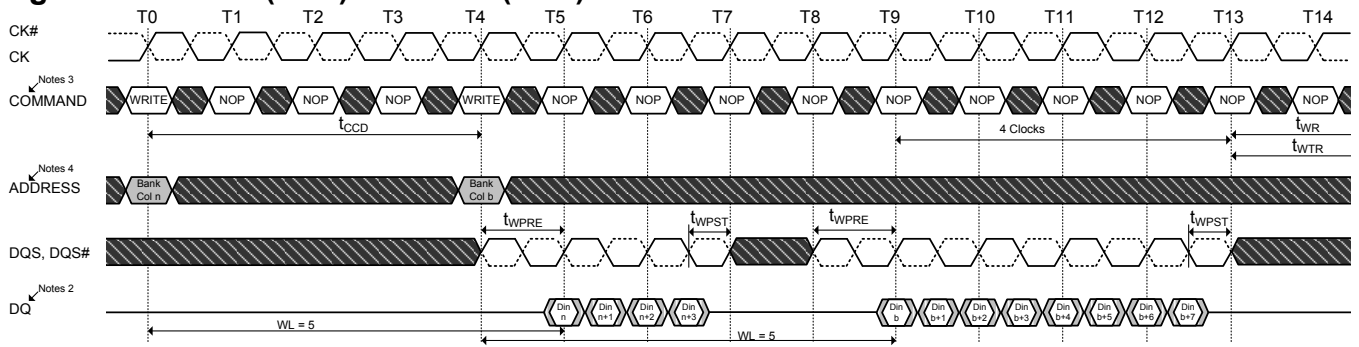 T0 T1 T2 T3 T4 T5 T6 T7 T8 T9 T10 T11 T12 T13 T14
CK#
CK
Notes 3
COMMAND
WRITE NOP NOP NOP WRITE NOP NOP NOP NOP NOP NOP NOP NOP NOP NOP
tCCD
4 Clocks
tWR
tWTR
Notes 4
ADDRESS
Bank Bank
Col n Col b
tWPRE tWPST tWPRE tWPST
DQS, DQS#
Notes 2
DQ
Din Din Din Din Din Din Din Din Din Din Din Din
n n+1 n+2 n+3 b b+1 b+2 b+3 b+4 b+5 b+6 b+7
WL = 5
WL = 5